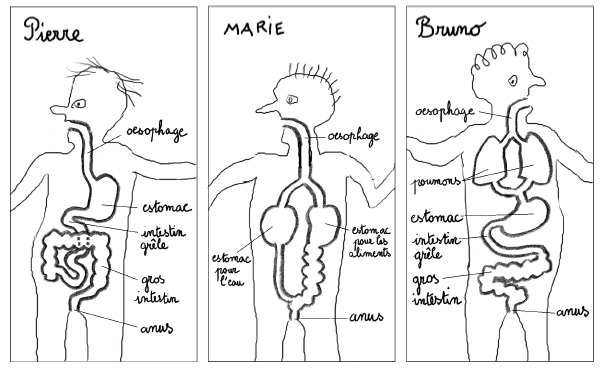 Pierre
oesophage
estomac
intestin
grêle
gros
intestin
anus
MARIE
oesophage
estomac
pour
l'eau
estomac
pour les
aliments
anus
Bruno
oesophage
poumons
estomac
intestin
grêle
gros
intestin
anus